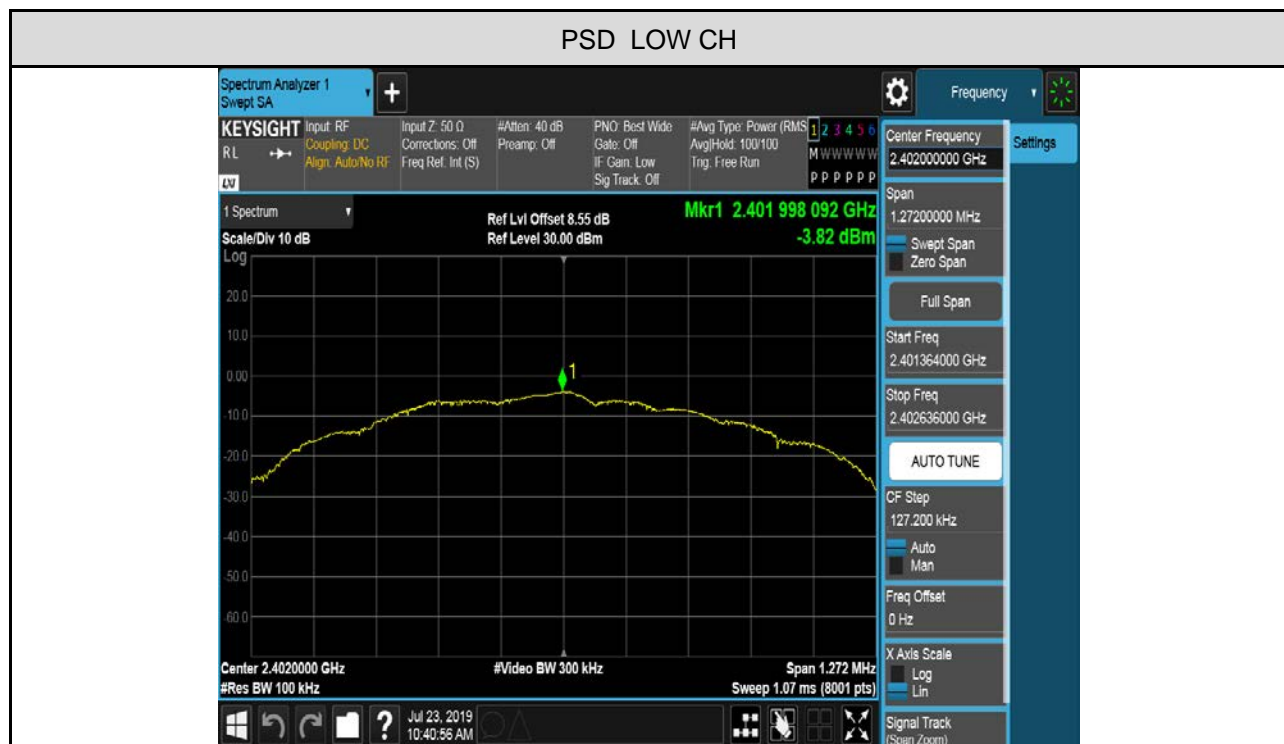 PSD LOW CH
Spectrum Analyzer 1
Swept SA
+
Frequency
KEYSIGHT
RL
LXI
Input: RF
Coupling: DC
Align: Auto/No RF
Input Z: 50 Ω
Corrections: Off
Freq Ref: Int (S)
#Atten: 40 dB
Preamp: Off
PNO: Best Wide
Gate: Off
IF Gain: Low
Sig Track: Off
#Avg Type: Power (RMS
Avg|Hold: 100/100
Trig: Free Run
1 2 3 4 5 6
M W W W W W
P P P P P P
1 Spectrum
Scale/Div 10 dB
Ref Lvl Offset 8.55 dB
Ref Level 30.00 dBm
Mkr1 2.401 998 092 GHz
-3.82 dBm
Log
20.0
10.0
0.00
-10.0
-20.0
-30.0
-40.0
-50.0
-60.0
1
Center 2.4020000 GHz
#Res BW 100 kHz
#Video BW 300 kHz
Span 1.272 MHz
Sweep 1.07 ms (8001 pts)
Center Frequency
2.402000000 GHz
Span
1.27200000 MHz
Swept Span
Zero Span
Full Span
Start Freq
2.401364000 GHz
Stop Freq
2.402636000 GHz
AUTO TUNE
CF Step
127.200 kHz
Auto
Man
Freq Offset
0 Hz
X Axis Scale
Log
Lin
Signal Track
(Span Zoom)
Settings
?
Jul 23, 2019
10:40:56 AM